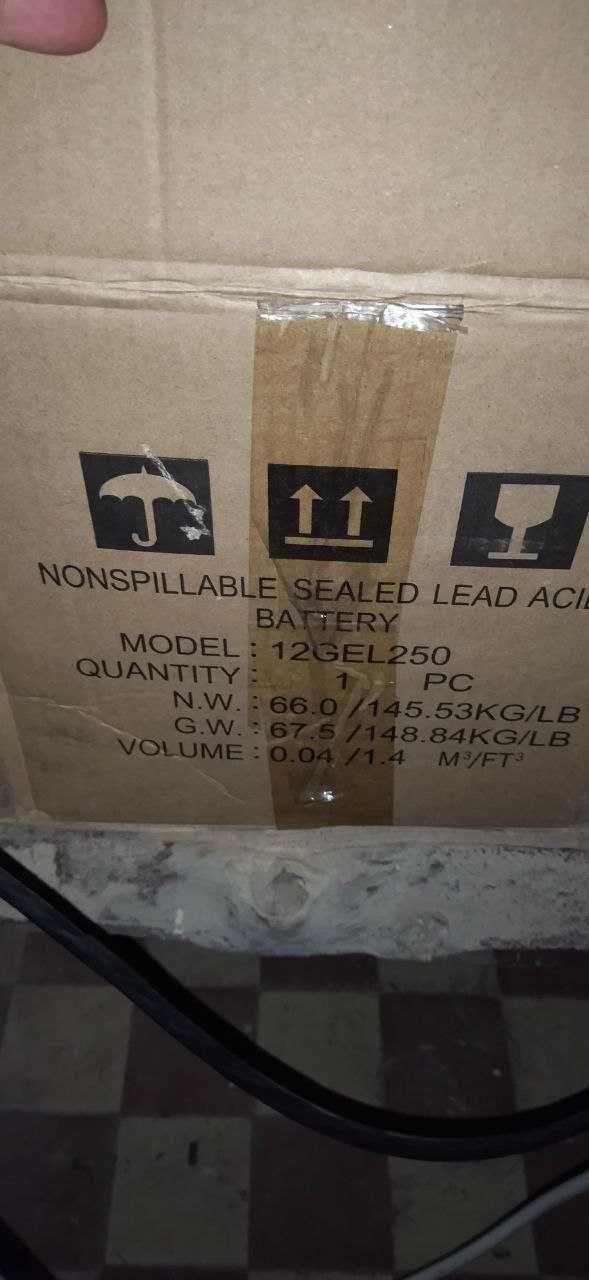 NONSPILLABLE SEALED LEAD ACID
BATTERY
MODEL : 12GEL250
QUANTITY : 1 PC
N.W. : 66.0 /145.53KG/LB
G.W. : 67.5 /148.84KG/LB
VOLUME : 0.04 /1.4 M³/FT³